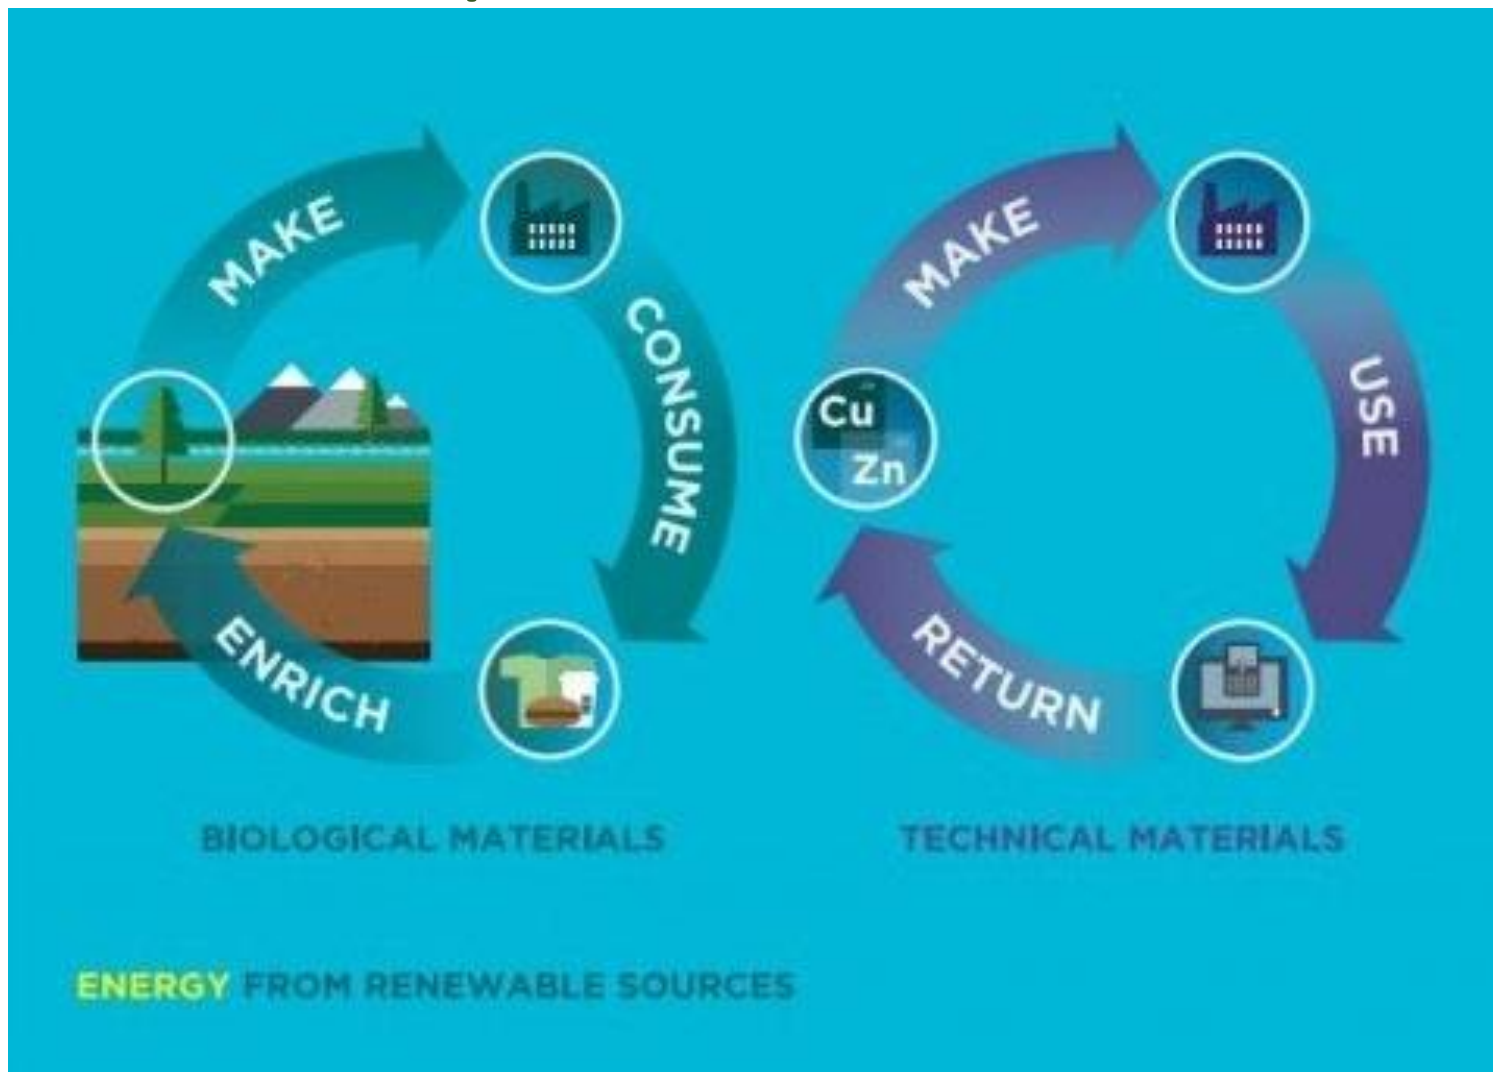 MAKE
CONSUME
ENRICH
BIOLOGICAL MATERIALS
MAKE
USE
RETURN
Cu
Zn
TECHNICAL MATERIALS
ENERGY FROM RENEWABLE SOURCES